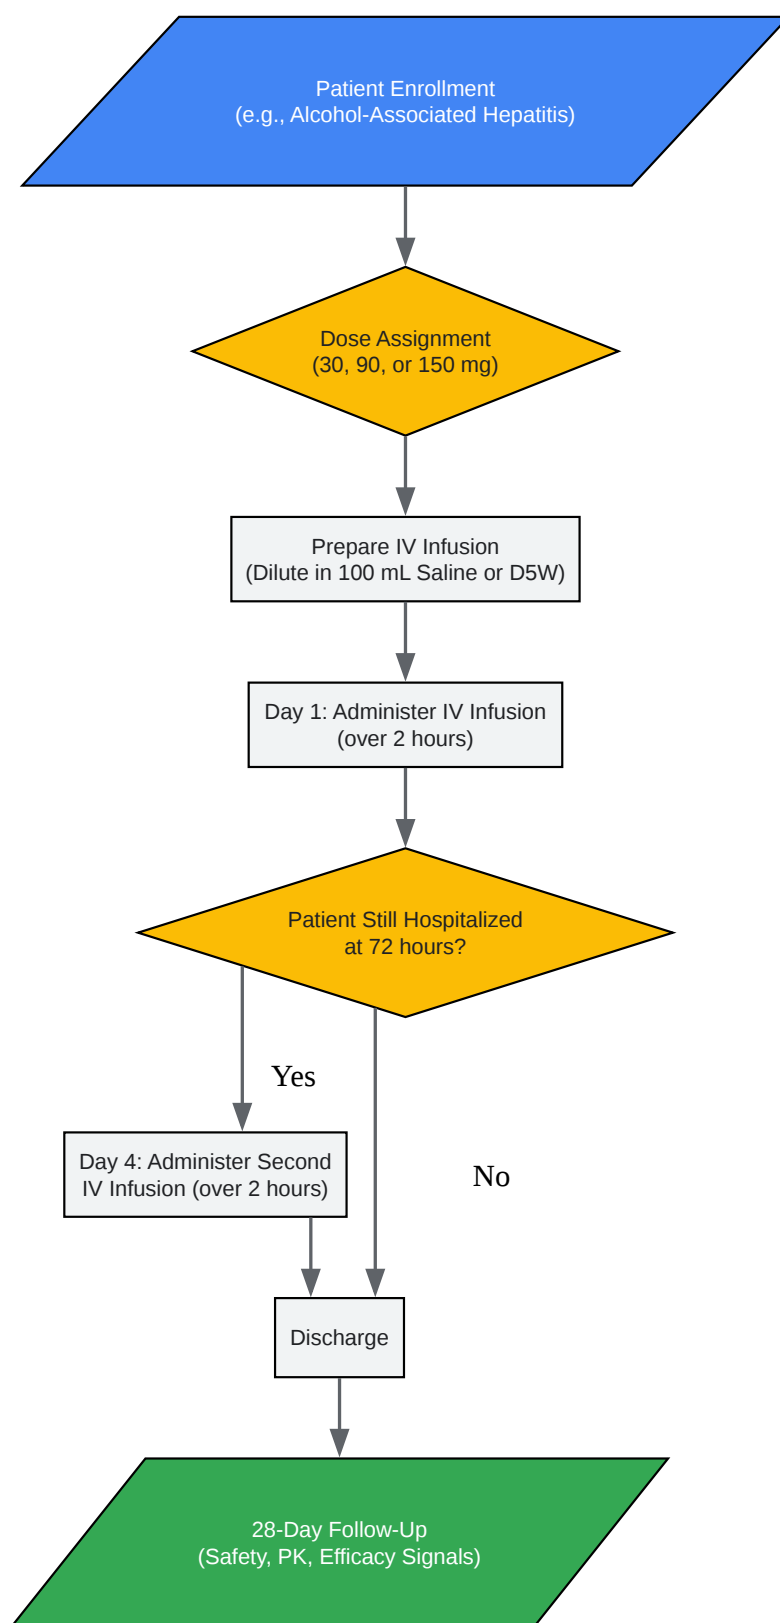 Patient Enrollment
(e.g., Alcohol-Associated Hepatitis)
Dose Assignment
(30, 90, or 150 mg)
Prepare IV Infusion
(Dilute in 100 mL Saline or D5W)
Day 1: Administer IV Infusion
(over 2 hours)
Patient Still Hospitalized
at 72 hours?
Yes
Day 4: Administer Second
IV Infusion (over 2 hours)
No
Discharge
28-Day Follow-Up
(Safety, PK, Efficacy Signals)